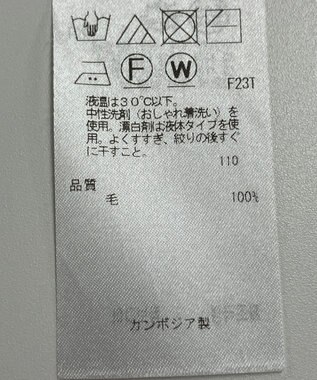 F W
F23T
液温は30℃以下。
中性洗剤（おしゃれ着洗い）を
使用。漂白剤は液体タイプを使
用。よくすすぎ、絞りの後すぐ
に干すこと。
110
品質
毛 100%
カンボジア製